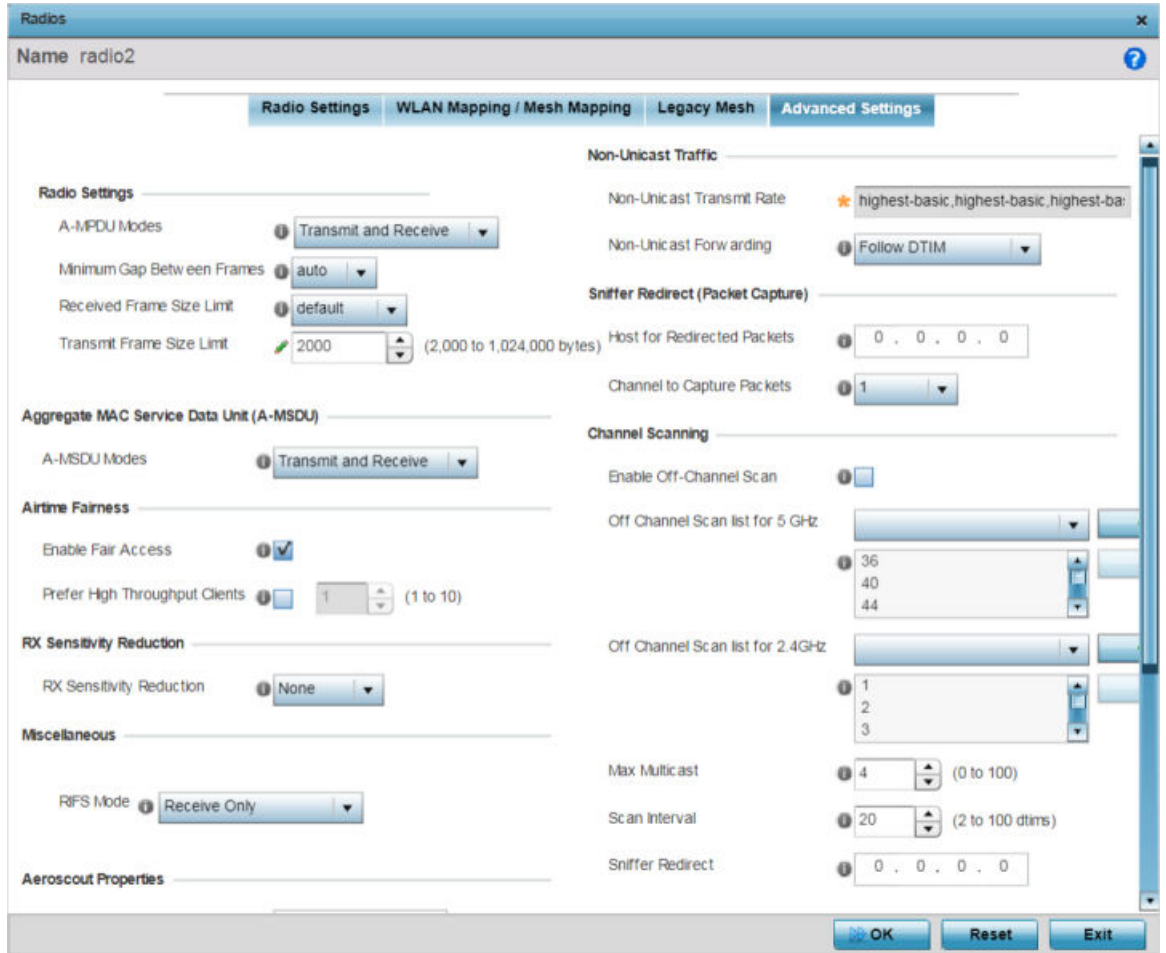 Radios
Name radio2
Radio Settings WLAN Mapping / Mesh Mapping Legacy Mesh Advanced Settings
Radio Settings
A-MPDU Modes Transmit and Receive
Minimum Gap Between Frames auto
Received Frame Size Limit default
Transmit Frame Size Limit 2000 (2,000 to 1,024,000 bytes)
Aggregate MAC Service Data Unit (A-MSDU)
A-MSDU Modes Transmit and Receive
Airtime Fairness
Enable Fair Access
Prefer High Throughput Clients 1 (1 to 10)
RX Sensitivity Reduction
RX Sensitivity Reduction None
Miscellaneous
RIFS Mode Receive Only
Aeroscout Properties
Non-Unicast Traffic
Non-Unicast Transmit Rate highest-basic,highest-basic,highest-ba
Non-Unicast Forwarding Follow DTIM
Sniffer Redirect (Packet Capture)
Host for Redirected Packets 0 . 0 . 0 . 0
Channel to Capture Packets 1
Channel Scanning
Enable Off-Channel Scan
Off Channel Scan list for 5 GHz
36
40
44
Off Channel Scan list for 2.4GHz
1
2
3
Max Multicast 4 (0 to 100)
Scan Interval 20 (2 to 100 dtims)
Sniffer Redirect 0 . 0 . 0 . 0
OK Reset Exit